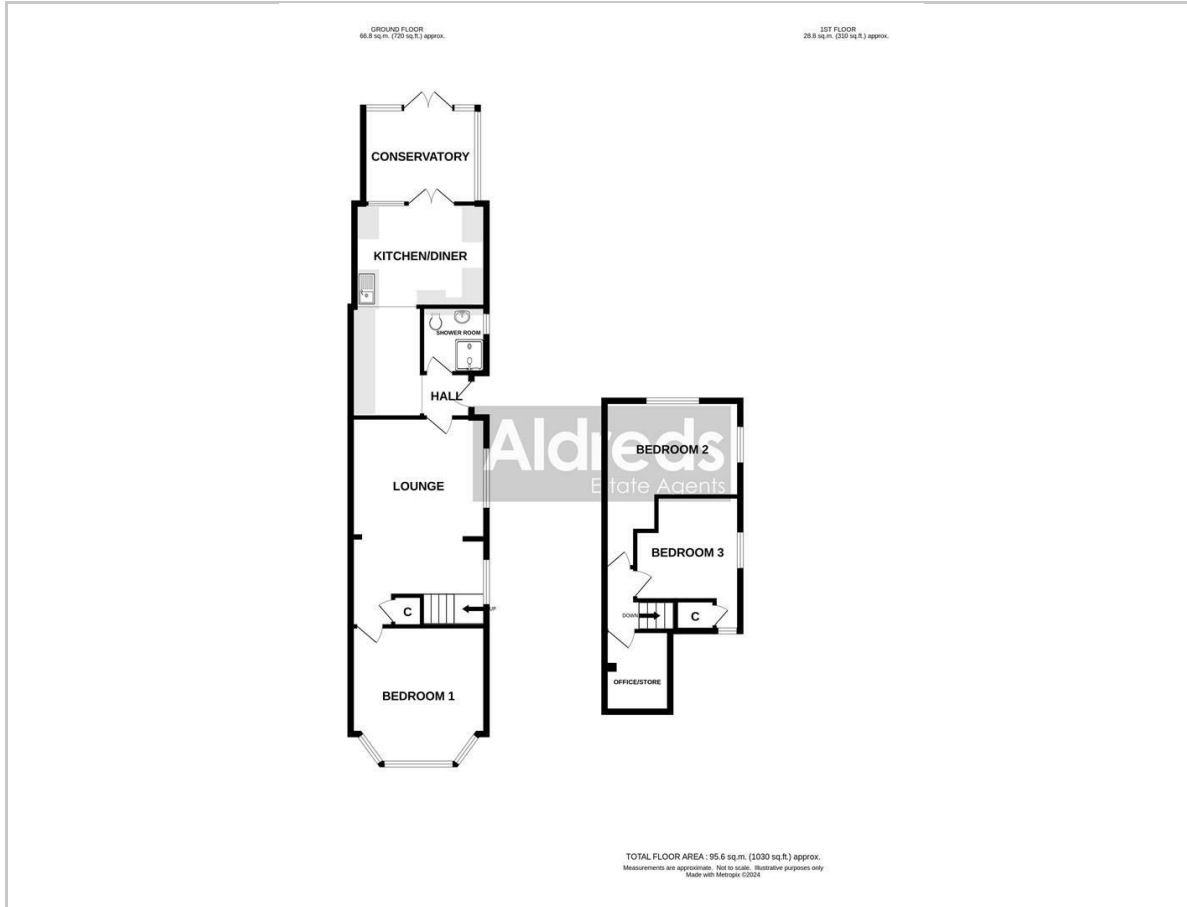 GROUND FLOOR
66.8 sq.m. (720 sq.ft.) approx.
1ST FLOOR
28.8 sq.m. (310 sq.ft.) approx.
CONSERVATORY
KITCHEN/DINER
SHOWER ROOM
HALL
Aldreds
Estate Agents
LOUNGE
C
UP
BEDROOM 1
BEDROOM 2
BEDROOM 3
DOWN
C
OFFICE/STORE
TOTAL FLOOR AREA : 95.6 sq.m. (1030 sq.ft.) approx.
Measurements are approximate. Not to scale. Illustrative purposes only
Made with Metropix ©2024